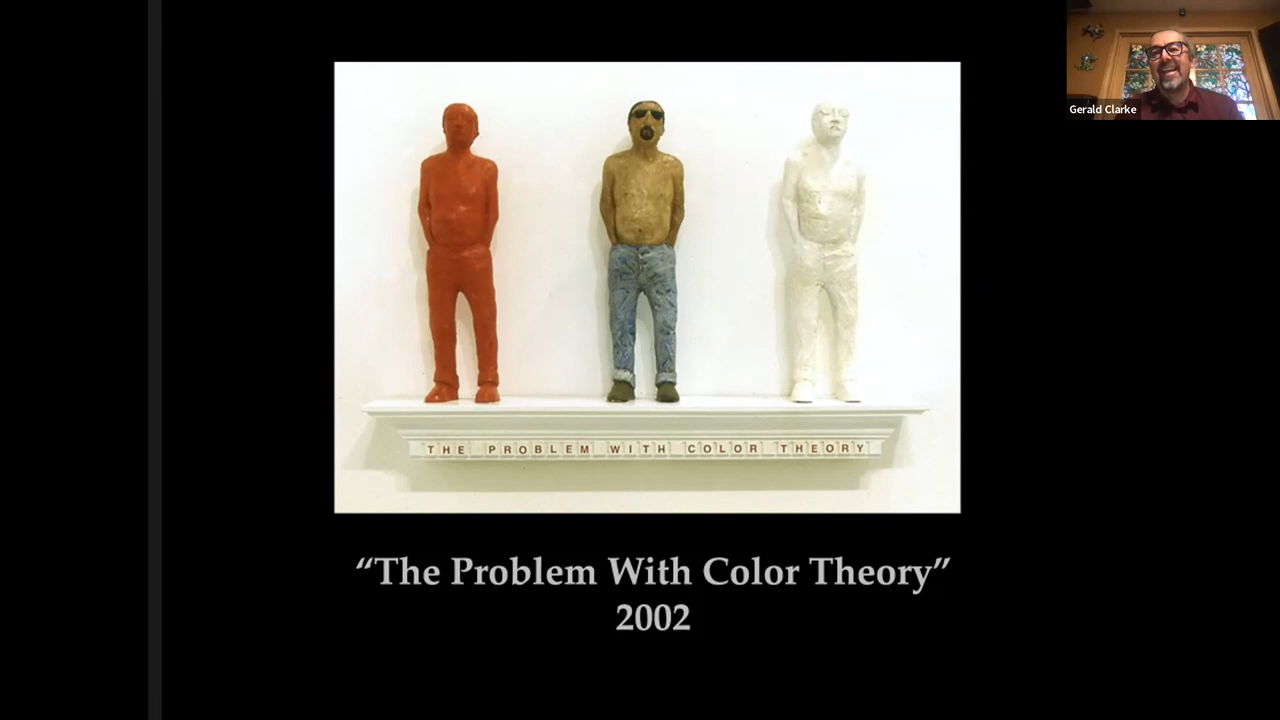 Gerald Clarke
THE PROBLEM WITH COLOR THEORY
“The Problem With Color Theory”
2002